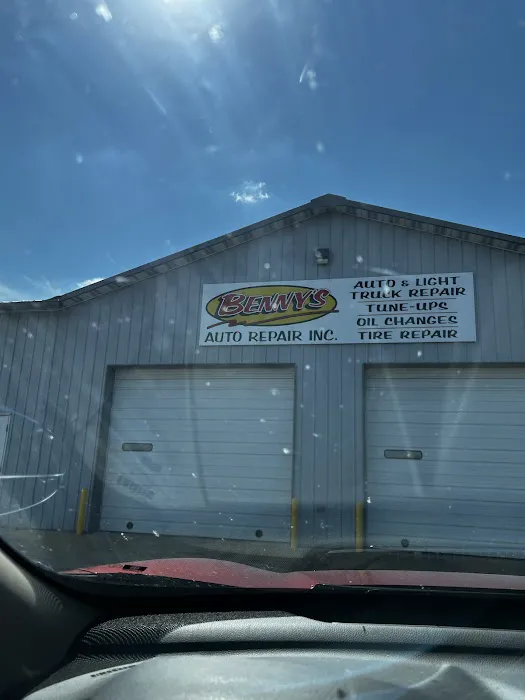 BENNY'S
AUTO REPAIR INC.
AUTO & LIGHT
TRUCK REPAIR
TUNE-UPS
OIL CHANGES
TIRE REPAIR